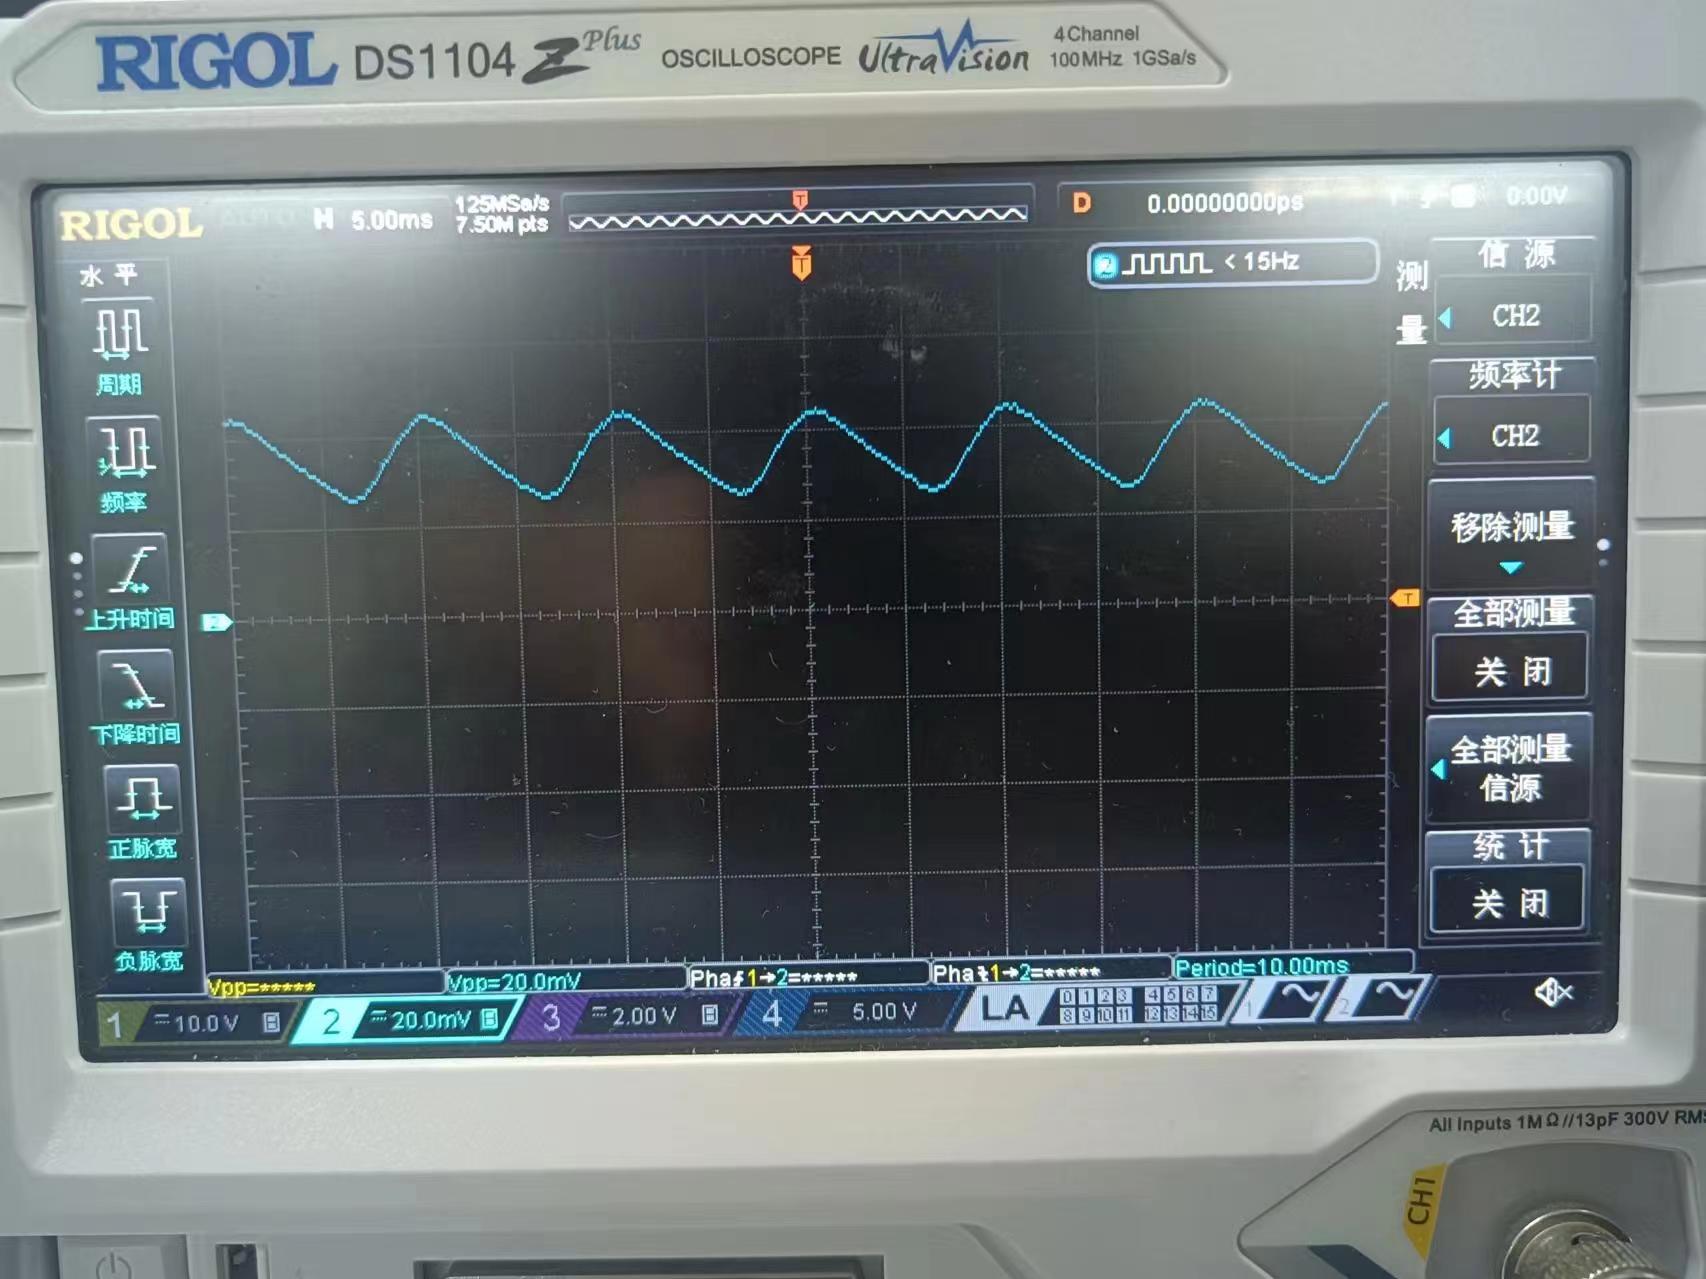 RIGOL DS1104 Z Plus OSCILLOSCOPE UltraVision 4 Channel
100MHz 1GSa/s
RIGOL AUTO H 5.00ms 125MSa/s
7.50M pts
T
D 0.00000000ps T 0.00V
水平
T
2 < 15Hz
测量
信源
CH2
周期
频率计
CH2
频率
移除测量
上升时间
2
T
全部测量
关闭
下降时间
全部测量
信源
正脉宽
统计
关闭
负脉宽
Vpp=***** Vpp=20.0mV Pha 1→2=***** Pha 1→2=***** Period=10.00ms
1 10.0 V B 2 20.0mV B 3 2.00 V B 4 5.00 V LA 0 1 2 3 4 5 6 7
8 9 10 11 12 13 14 15
1 2
All Inputs 1MΩ//13pF 300V RMS
CH1